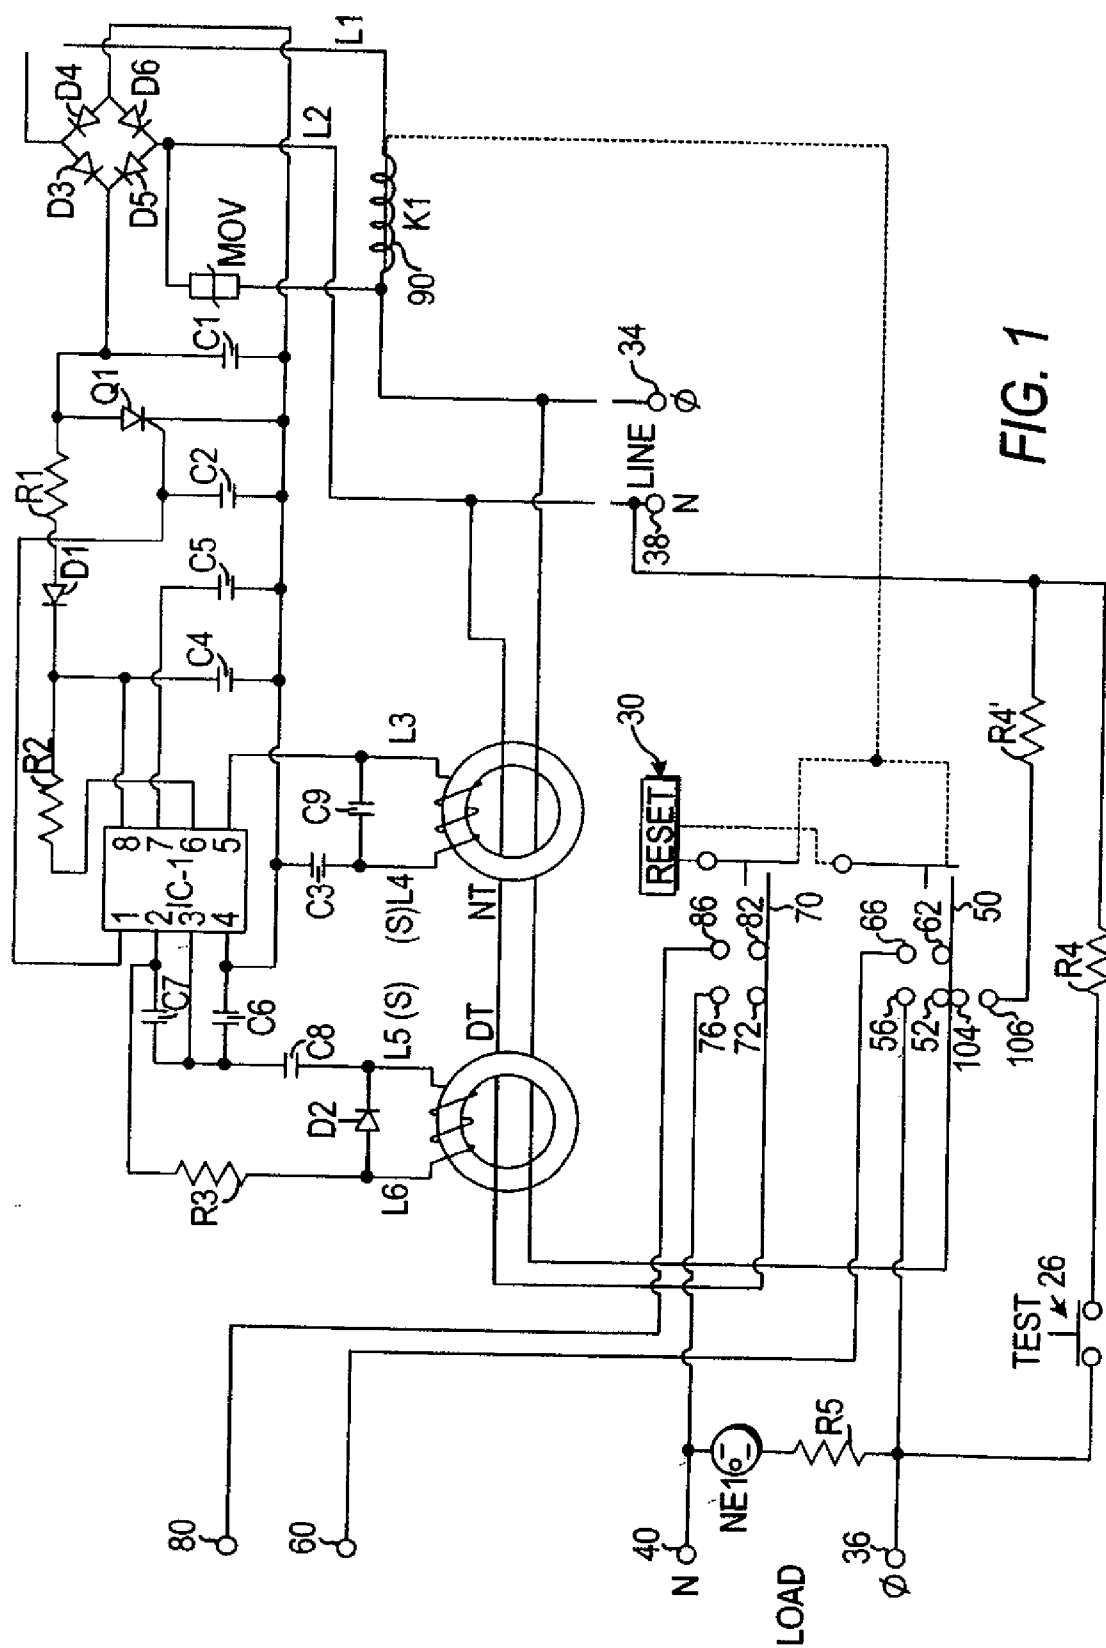 D4
D6
D3
D5
L1
L2
MOV
K1
90
C1
Q1
R1
C2
D1
C5
C4
R2
LINE
34
Ø
38
N
FIG. 1
8
7
6
5
1
2
3
4
IC-1
L3
C9
C3
(S)L4
NT
C7
C6
C8
L5 (S)
DT
D2
R3
L6
30
RESET
86
82
70
76
72
66
62
50
56
52
104
106
R4'
R4
TEST
26
80
60
40
N
NE1
R5
36
Ø
LOAD